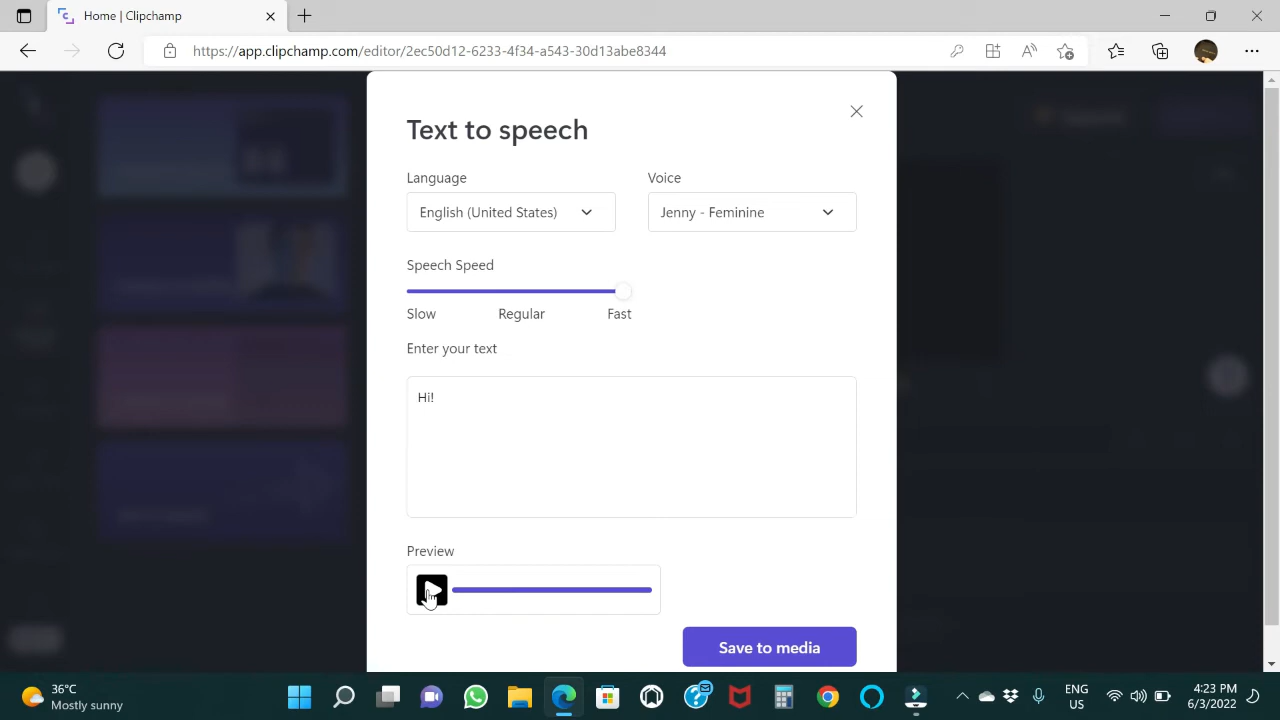 Home | Clipchamp
https://app.clipchamp.com/editor/2ec50d12-6233-4f34-a543-30d13abe8344
Text to speech
Language
Voice
English (United States)
Jenny - Feminine
Speech Speed
Slow
Regular
Fast
Enter your text
Hi!
Preview
Save to media
36°C
Mostly sunny
ENG
US
4:23 PM
6/3/2022